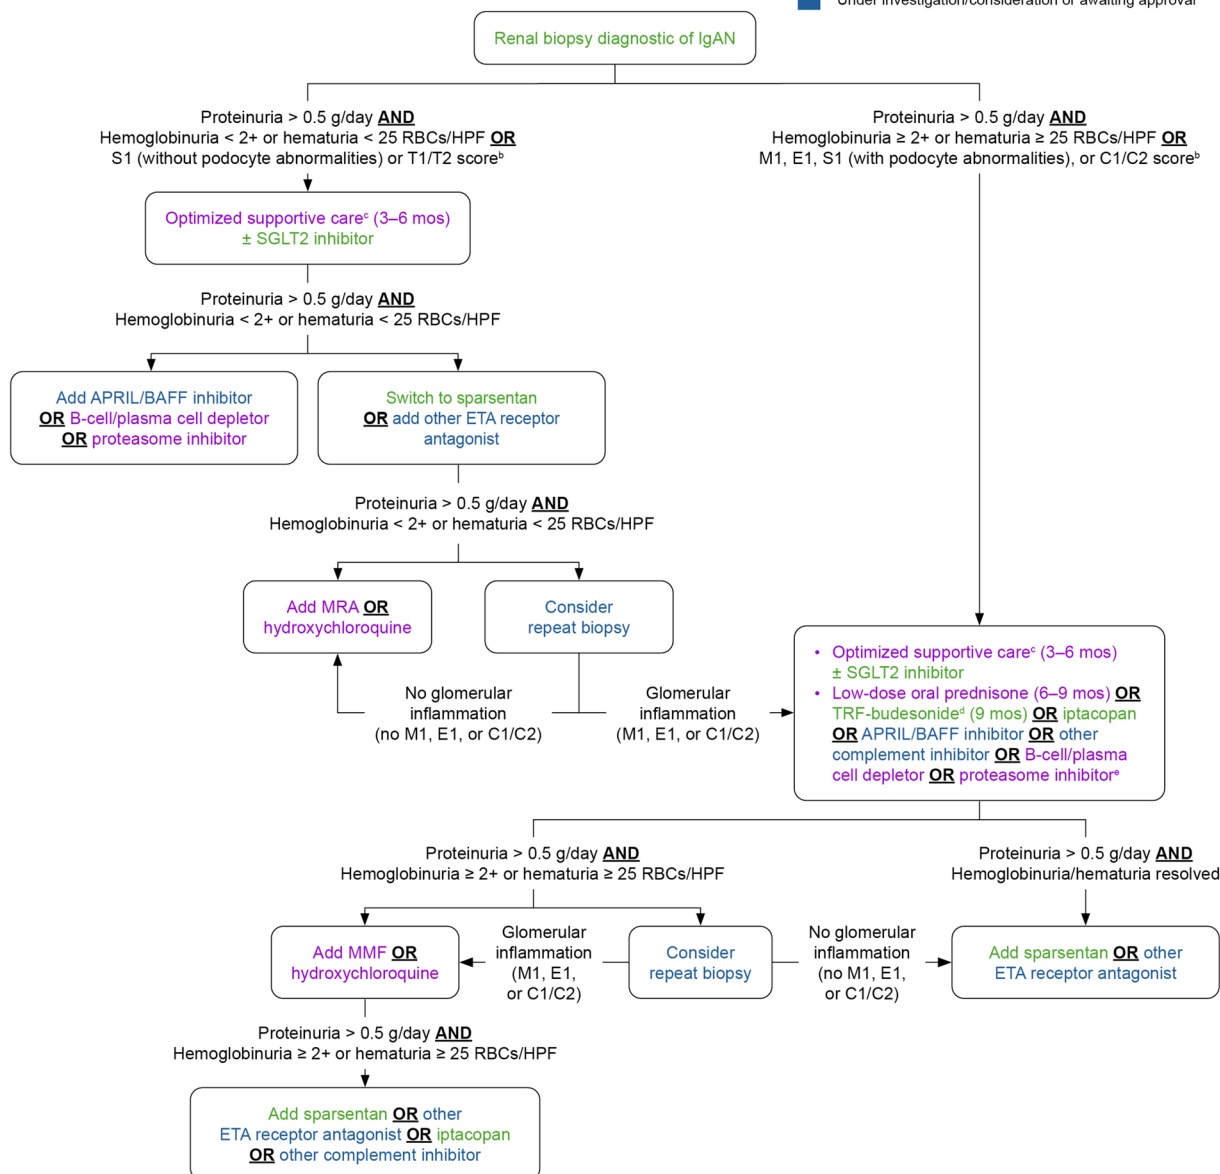 Under investigation/consideration or awaiting approval
Renal biopsy diagnostic of IgAN
Proteinuria > 0.5 g/day AND
Hemoglobinuria < 2+ or hematuria < 25 RBCs/HPF OR
S1 (without podocyte abnormalities) or T1/T2 scoreᵇ
Proteinuria > 0.5 g/day AND
Hemoglobinuria ≥ 2+ or hematuria ≥ 25 RBCs/HPF OR
M1, E1, S1 (with podocyte abnormalities), or C1/C2 scoreᵇ
Optimized supportive careᶜ (3–6 mos)
± SGLT2 inhibitor
Proteinuria > 0.5 g/day AND
Hemoglobinuria < 2+ or hematuria < 25 RBCs/HPF
Add APRIL/BAFF inhibitor
OR B-cell/plasma cell depletor
OR proteasome inhibitor
Switch to sparsentan
OR add other ETA receptor
antagonist
Proteinuria > 0.5 g/day AND
Hemoglobinuria < 2+ or hematuria < 25 RBCs/HPF
Add MRA OR
hydroxychloroquine
Consider
repeat biopsy
No glomerular
inflammation
(no M1, E1, or C1/C2)
Glomerular
inflammation
(M1, E1, or C1/C2)
• Optimized supportive careᶜ (3–6 mos)
± SGLT2 inhibitor
• Low-dose oral prednisone (6–9 mos) OR
TRF-budesonideᵈ (9 mos) OR iptacopan
OR APRIL/BAFF inhibitor OR other
complement inhibitor OR B-cell/plasma
cell depletor OR proteasome inhibitorᵉ
Proteinuria > 0.5 g/day AND
Hemoglobinuria ≥ 2+ or hematuria ≥ 25 RBCs/HPF
Proteinuria > 0.5 g/day AND
Hemoglobinuria/hematuria resolved
Add MMF OR
hydroxychloroquine
Glomerular
inflammation
(M1, E1,
or C1/C2)
Consider
repeat biopsy
No glomerular
inflammation
(no M1, E1,
or C1/C2)
Add sparsentan OR other
ETA receptor antagonist
Proteinuria > 0.5 g/day AND
Hemoglobinuria ≥ 2+ or hematuria ≥ 25 RBCs/HPF
Add sparsentan OR other
ETA receptor antagonist OR iptacopan
OR other complement inhibitor